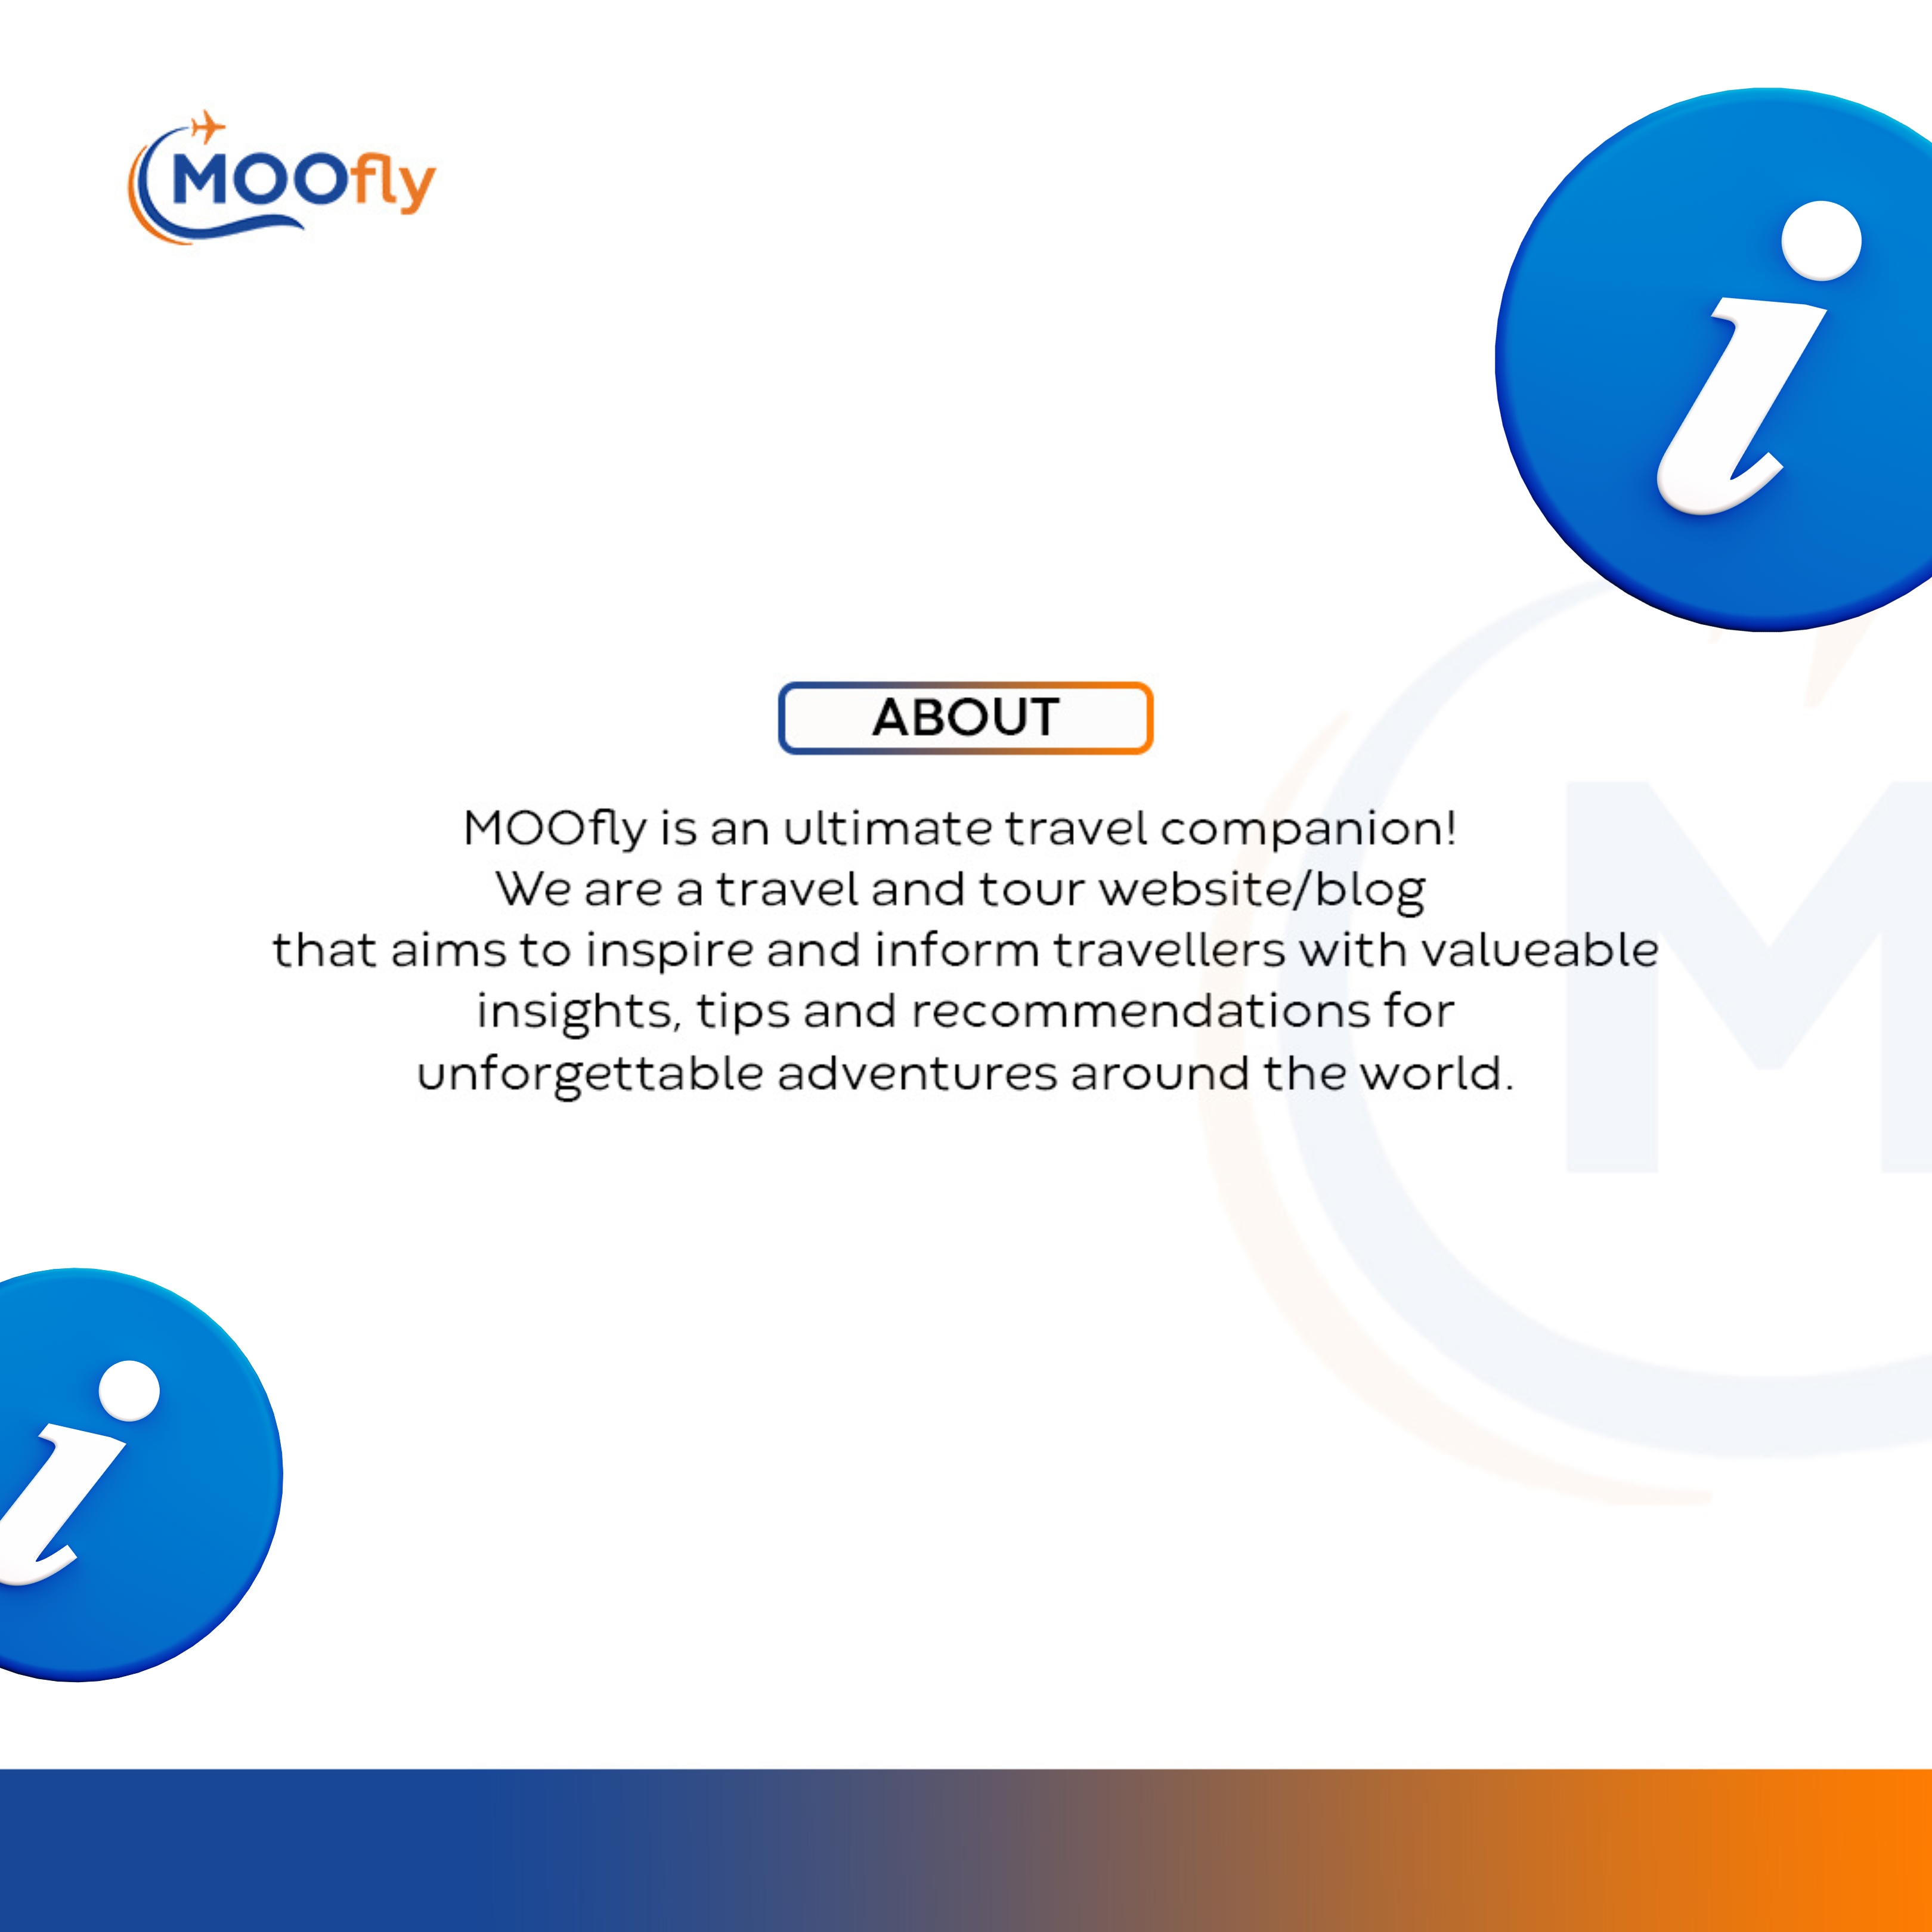 MOOfly
i
ABOUT
MOOfly is an ultimate travel companion!
We are a travel and tour website/blog
that aims to inspire and inform travellers with valueable
insights, tips and recommendations for
unforgettable adventures around the world.
M
i